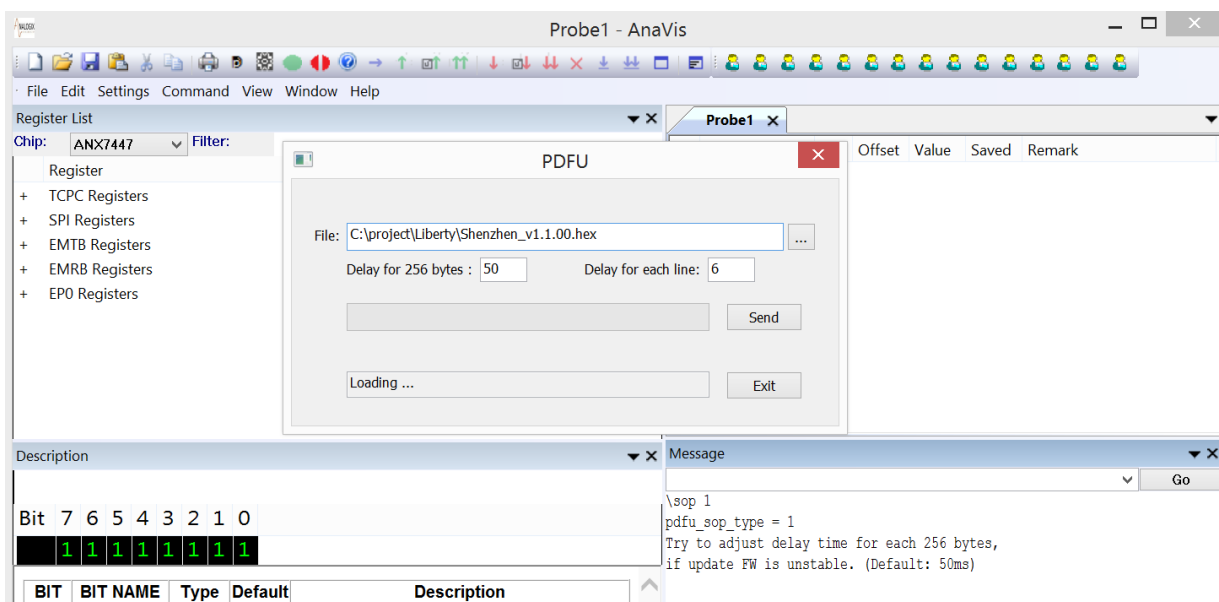 ANALOGIX
Probe1 - AnaVis
File Edit Settings Command View Window Help
Register List
Chip: ANX7447 Filter:
Register
+ TCPC Registers
+ SPI Registers
+ EMTB Registers
+ EMRB Registers
+ EP0 Registers
Probe1
Offset Value Saved Remark
PDFU
File: C:\project\Liberty\Shenzhen_v1.1.00.hex ...
Delay for 256 bytes : 50 Delay for each line: 6
Send
Loading ... Exit
Description
Bit 7 6 5 4 3 2 1 0
1 1 1 1 1 1 1 1
BIT BIT NAME Type Default Description
Message
Go
\sop 1
pdfu_sop_type = 1
Try to adjust delay time for each 256 bytes,
if update FW is unstable. (Default: 50ms)